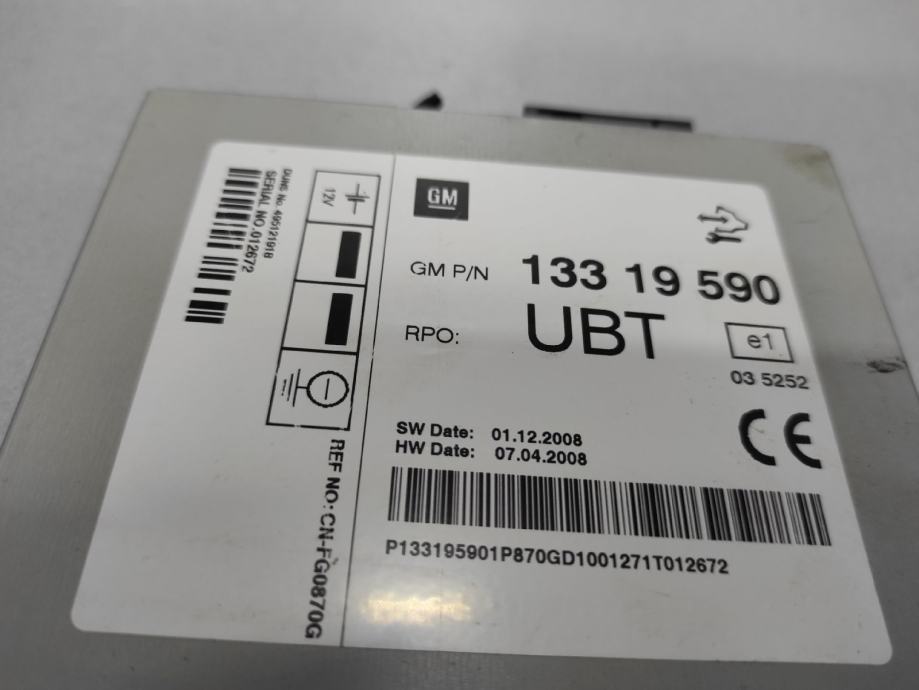 GM
GM P/N 133 19 590
RPO: UBT
e1
03 5252
SW Date: 01.12.2008
HW Date: 07.04.2008
CE
P133195901P870GD1001271T012672
DUNS No. 495121918
SERIAL NO.012672
12V
REF NO: CN-FG0870G